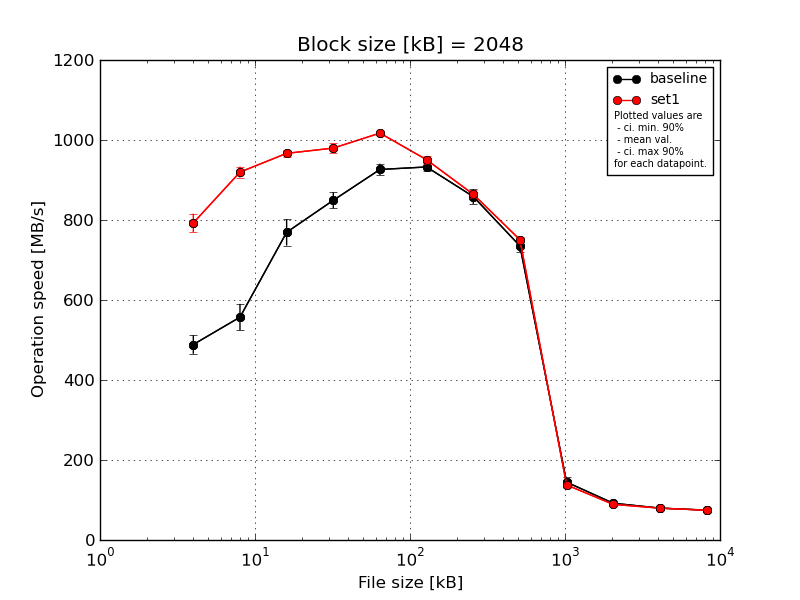 Block size [kB] = 2048
1200
1000
800
600
400
200
0
Operation speed [MB/s]
baseline
set1
Plotted values are
- ci. min. 90%
- mean val.
- ci. max 90%
for each datapoint.
10⁰ 10¹ 10² 10³ 10⁴
File size [kB]